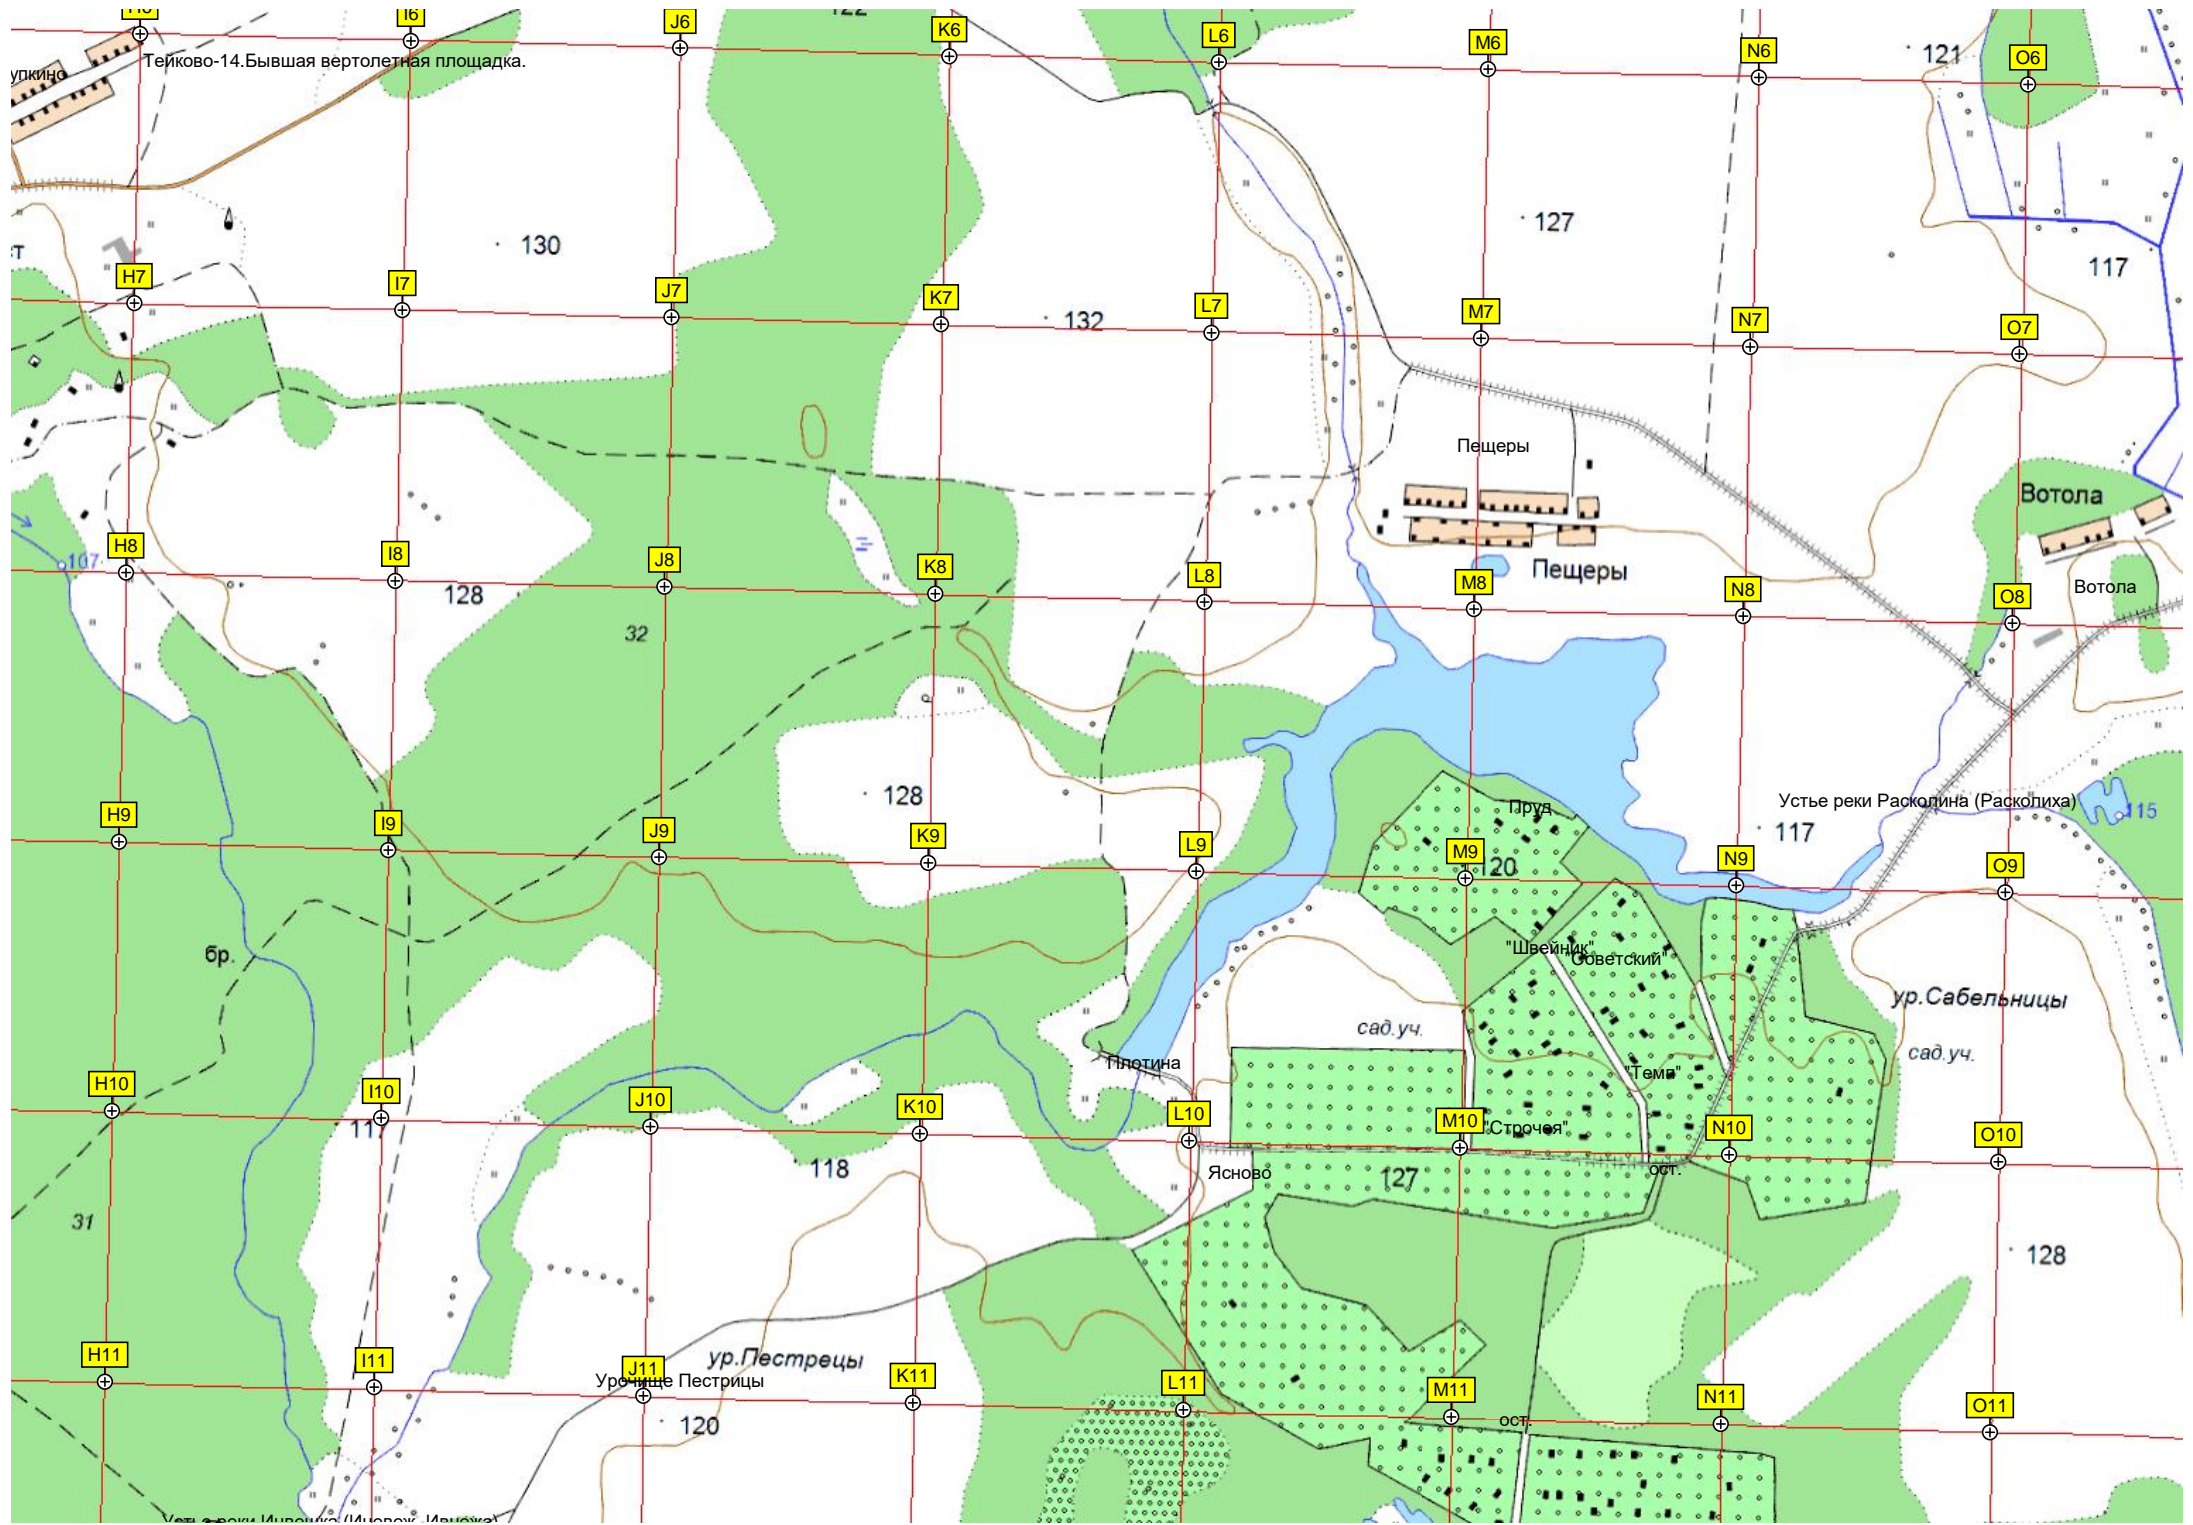 I6
J6
K6
L6
M6
N6
O6
121
Тейково-14.Бывшая вертолетная площадка.
упкино
127
130
117
H7
I7
J7
K7
132
L7
M7
N7
O7
Пещеры
Вотола
H8
107
I8
128
J8
32
K8
L8
M8
Пещеры
N8
O8
Вотола
H9
I9
J9
128
K9
L9
Пруд
M9
120
Устье реки Расколина (Расколиха)
117
115
N9
O9
бр.
"Швейник"
"Советский"
ур.Сабельницы
сад.уч.
сад.уч.
Плотина
"Темп"
H10
I10
117
J10
K10
L10
M10
"Строчея"
N10
O10
118
Ясново
127
ост.
31
128
H11
I11
J11
ур.Пестрецы
Урочище Пестрицы
K11
L11
M11
N11
O11
120
ост.